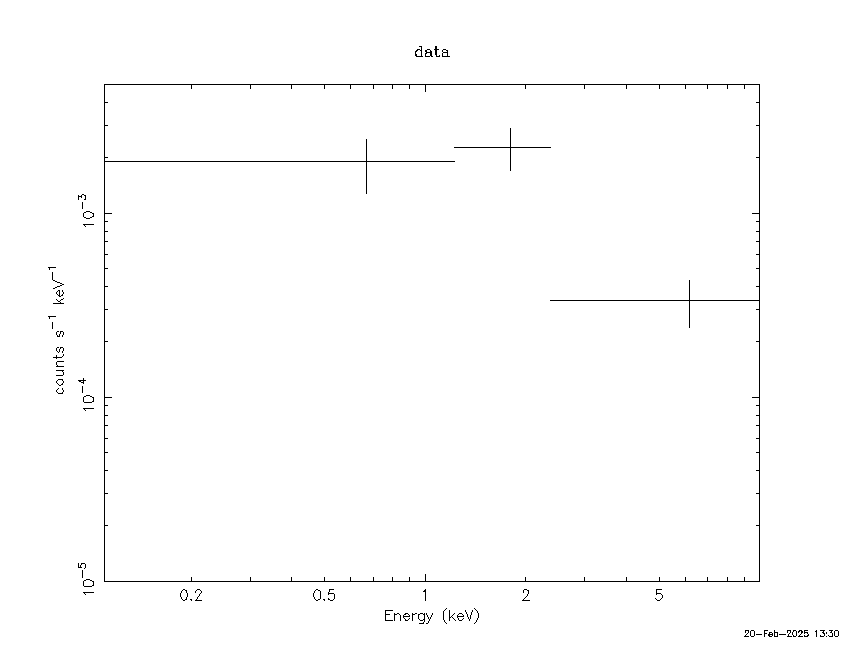 data
counts s⁻¹ keV⁻¹
10⁻³
10⁻⁴
10⁻⁵
0.2 0.5 1 2 5
Energy (keV)
20-Feb-2025 13:30